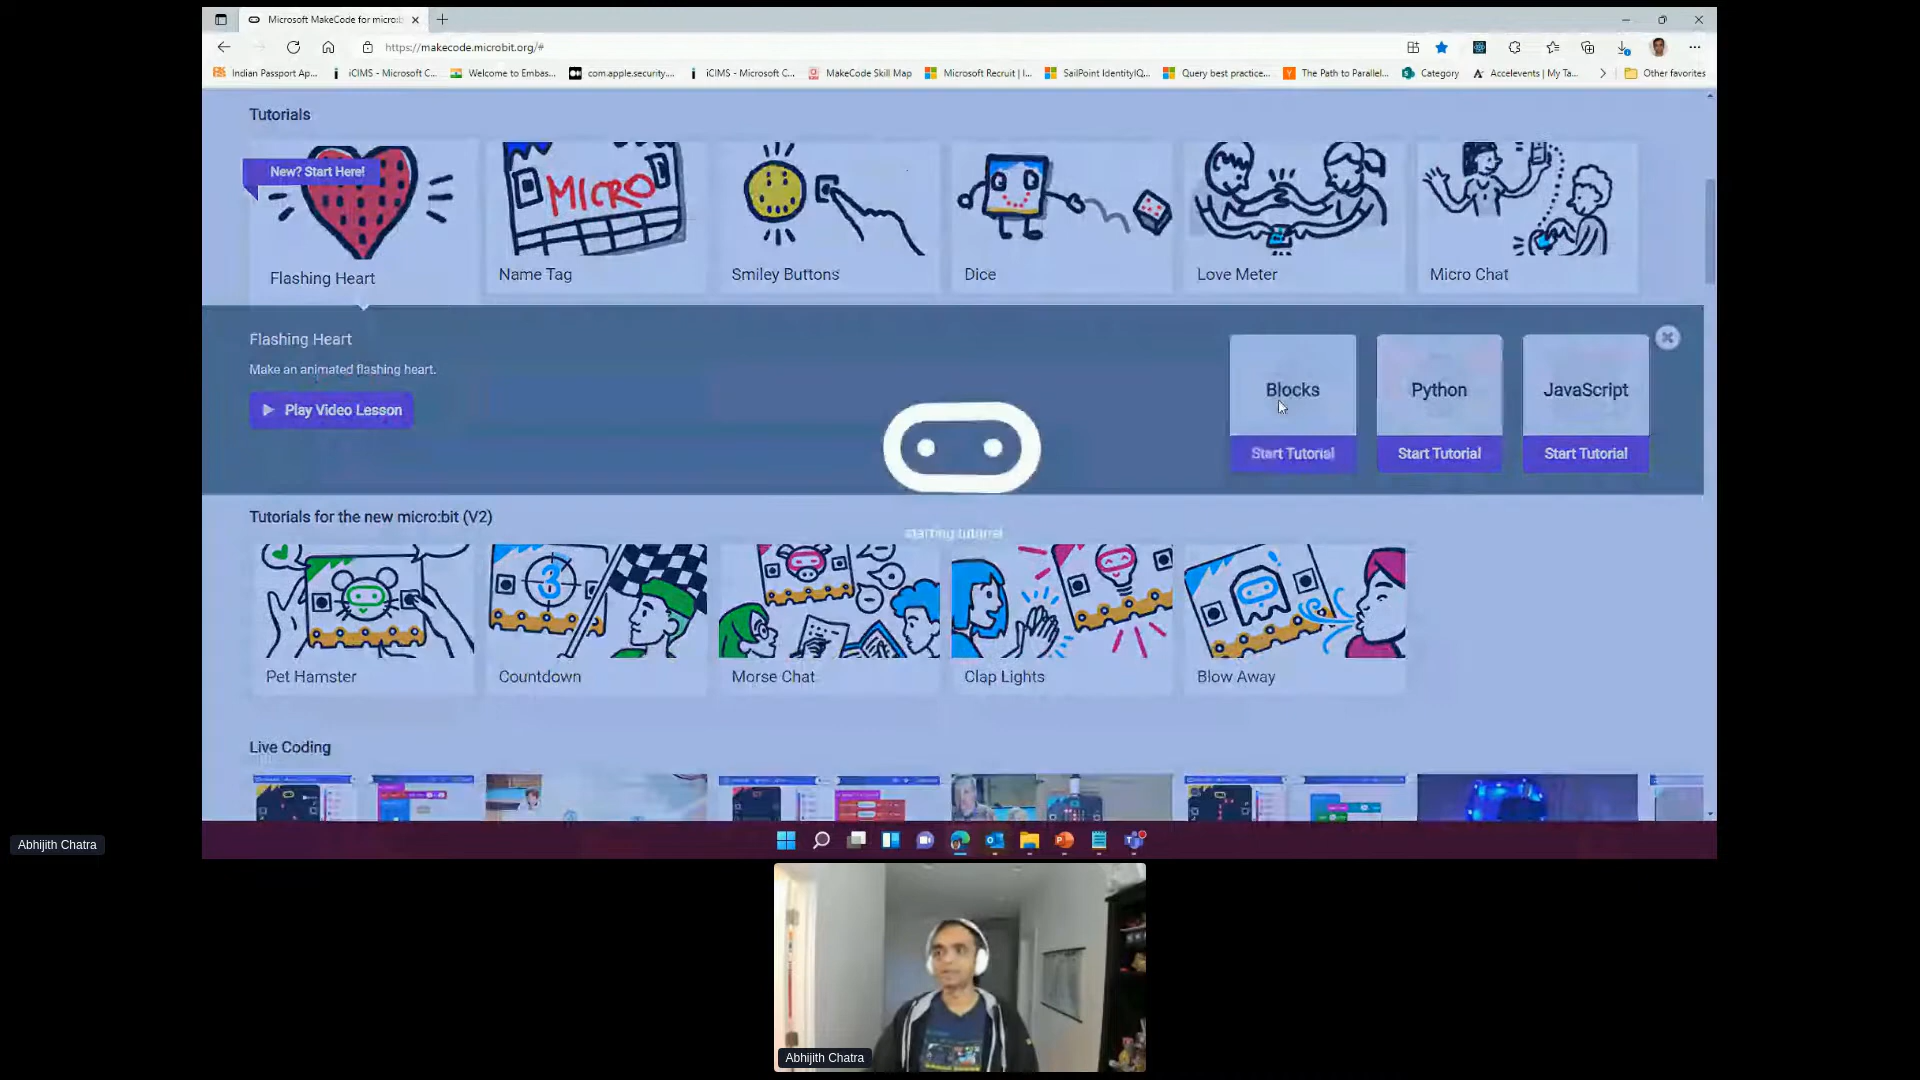 Microsoft MakeCode for micro:b
https://makecode.microbit.org/#
Indian Passport Ap...
iCIMS - Microsoft C...
Welcome to Embas...
com.apple.security....
iCIMS - Microsoft C...
MakeCode Skill Map
Microsoft Recruit | I...
SailPoint IdentityIQ...
Query best practice...
The Path to Parallel...
Category
Accelevents | My Ta...
Other favorites
Tutorials
New? Start Here!
MICRO
Flashing Heart
Name Tag
Smiley Buttons
Dice
Love Meter
Micro Chat
Flashing Heart
Make an animated flashing heart.
Play Video Lesson
Blocks
Python
JavaScript
Start Tutorial
Start Tutorial
Start Tutorial
starting tutorial
Tutorials for the new micro:bit (V2)
3
Pet Hamster
Countdown
Morse Chat
Clap Lights
Blow Away
Live Coding
Abhijith Chatra
Abhijith Chatra